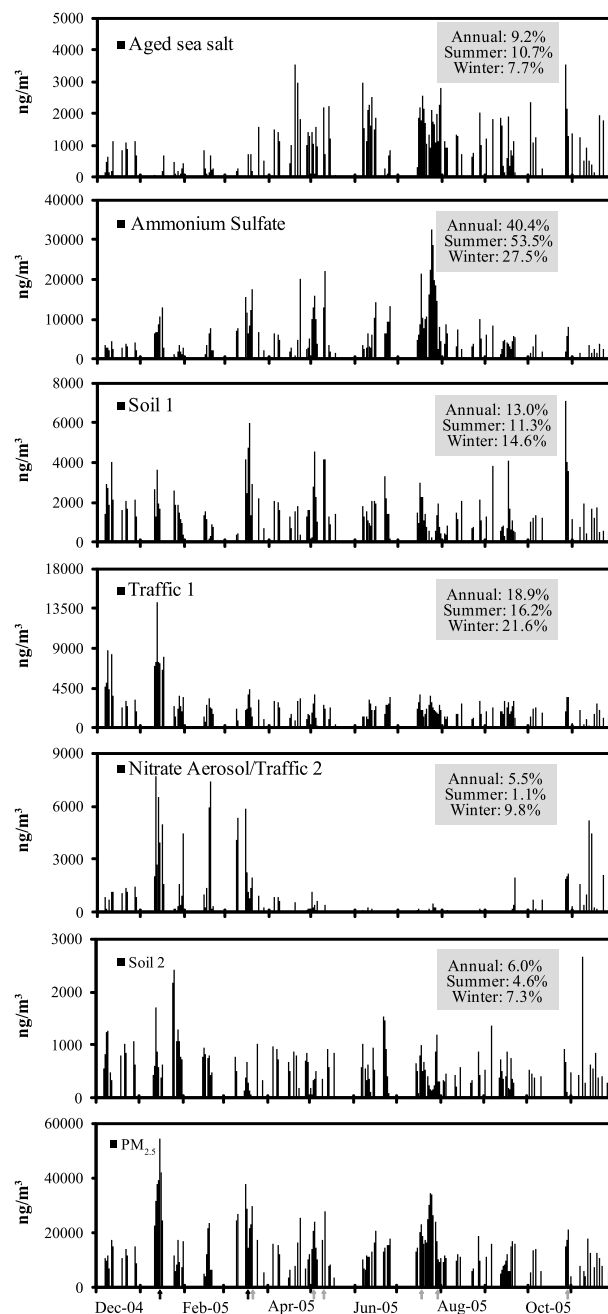 5000
4000
3000
2000
1000
0
ng/m³
Aged sea salt
Annual: 9.2%
Summer: 10.7%
Winter: 7.7%
40000
30000
20000
10000
0
ng/m³
Ammonium Sulfate
Annual: 40.4%
Summer: 53.5%
Winter: 27.5%
8000
6000
4000
2000
0
ng/m³
Soil 1
Annual: 13.0%
Summer: 11.3%
Winter: 14.6%
18000
13500
9000
4500
0
ng/m³
Traffic 1
Annual: 18.9%
Summer: 16.2%
Winter: 21.6%
9000
6000
3000
0
ng/m³
Nitrate Aerosol/Traffic 2
Annual: 5.5%
Summer: 1.1%
Winter: 9.8%
3000
2000
1000
0
ng/m³
Soil 2
Annual: 6.0%
Summer: 4.6%
Winter: 7.3%
60000
40000
20000
0
ng/m³
PM2.5
Dec-04 Feb-05 Apr-05 Jun-05 Aug-05 Oct-05